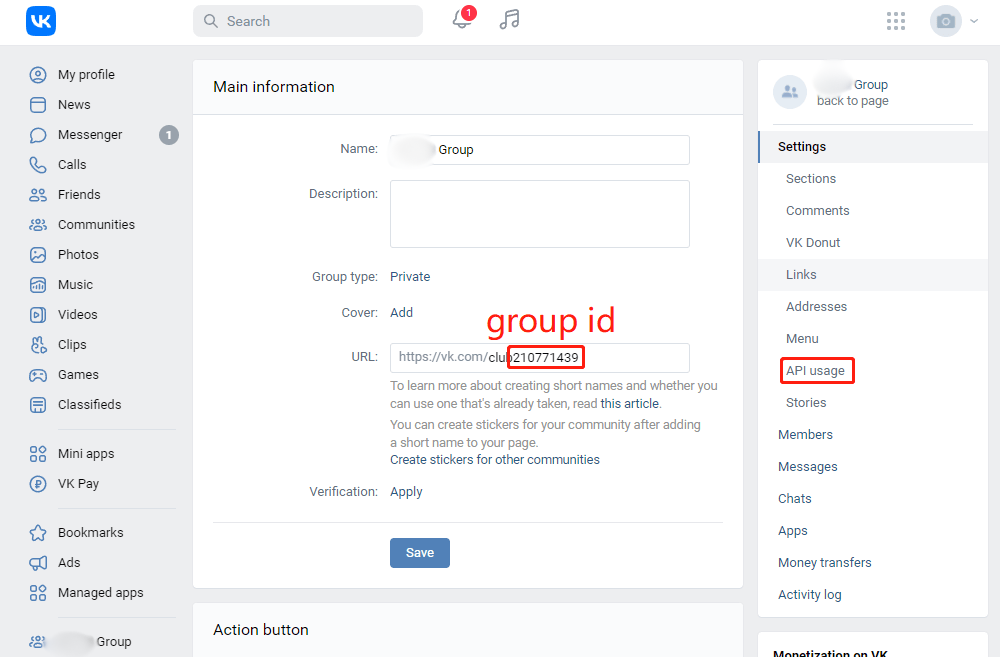 VK
Search
1
My profile
News
Messenger 1
Calls
Friends
Communities
Photos
Music
Videos
Clips
Games
Classifieds
Mini apps
VK Pay
Bookmarks
Ads
Managed apps
Group
Main information
Name: Group
Description:
Group type: Private
Cover: Add
group id
URL: https://vk.com/club210771439
To learn more about creating short names and whether you
can use one that's already taken, read this article.
You can create stickers for your community after adding
a short name to your page.
Create stickers for other communities
Verification: Apply
Save
Action button
Group
back to page
Settings
Sections
Comments
VK Donut
Links
Addresses
Menu
API usage
Stories
Members
Messages
Chats
Apps
Money transfers
Activity log
Monetization on VK